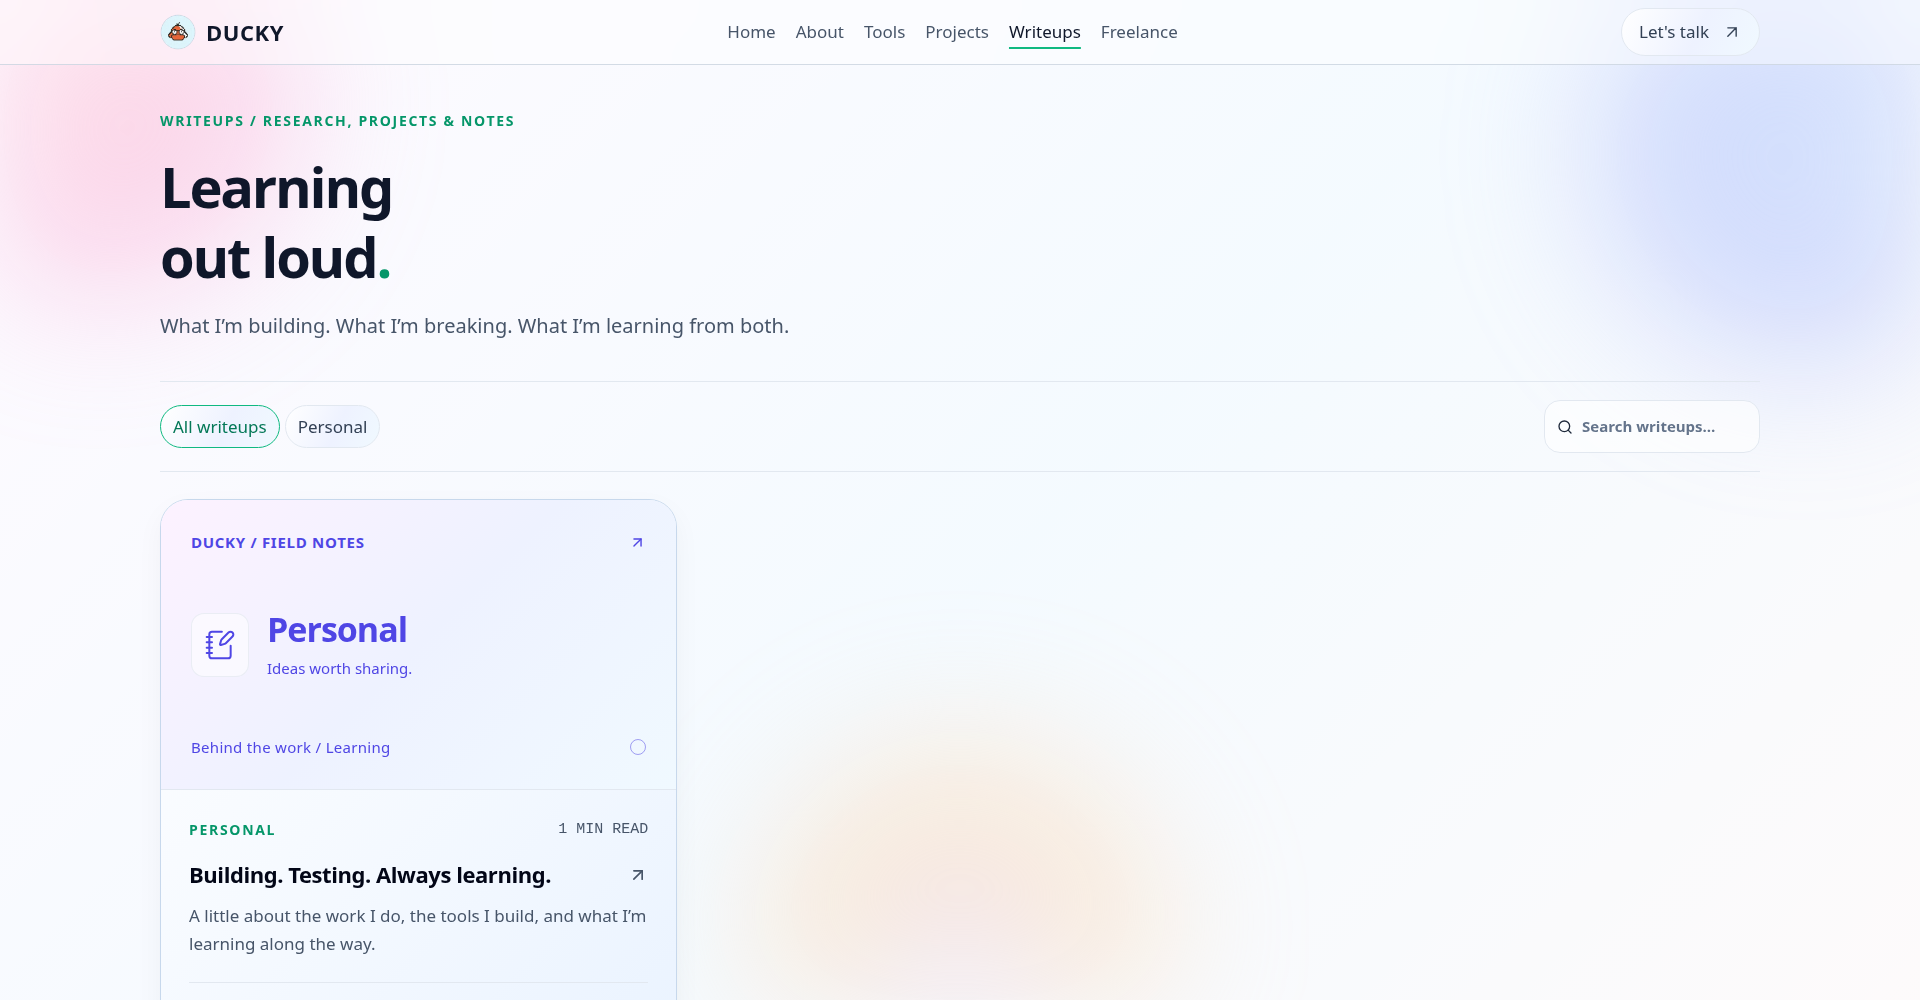 DUCKY
Home About Tools Projects Writeups Freelance
Let's talk
WRITEUPS / RESEARCH, PROJECTS & NOTES
Learning
out loud.
What I’m building. What I’m breaking. What I’m learning from both.
All writeups Personal
Search writeups...
DUCKY / FIELD NOTES
Personal
Ideas worth sharing.
Behind the work / Learning
PERSONAL
1 MIN READ
Building. Testing. Always learning.
A little about the work I do, the tools I build, and what I’m
learning along the way.